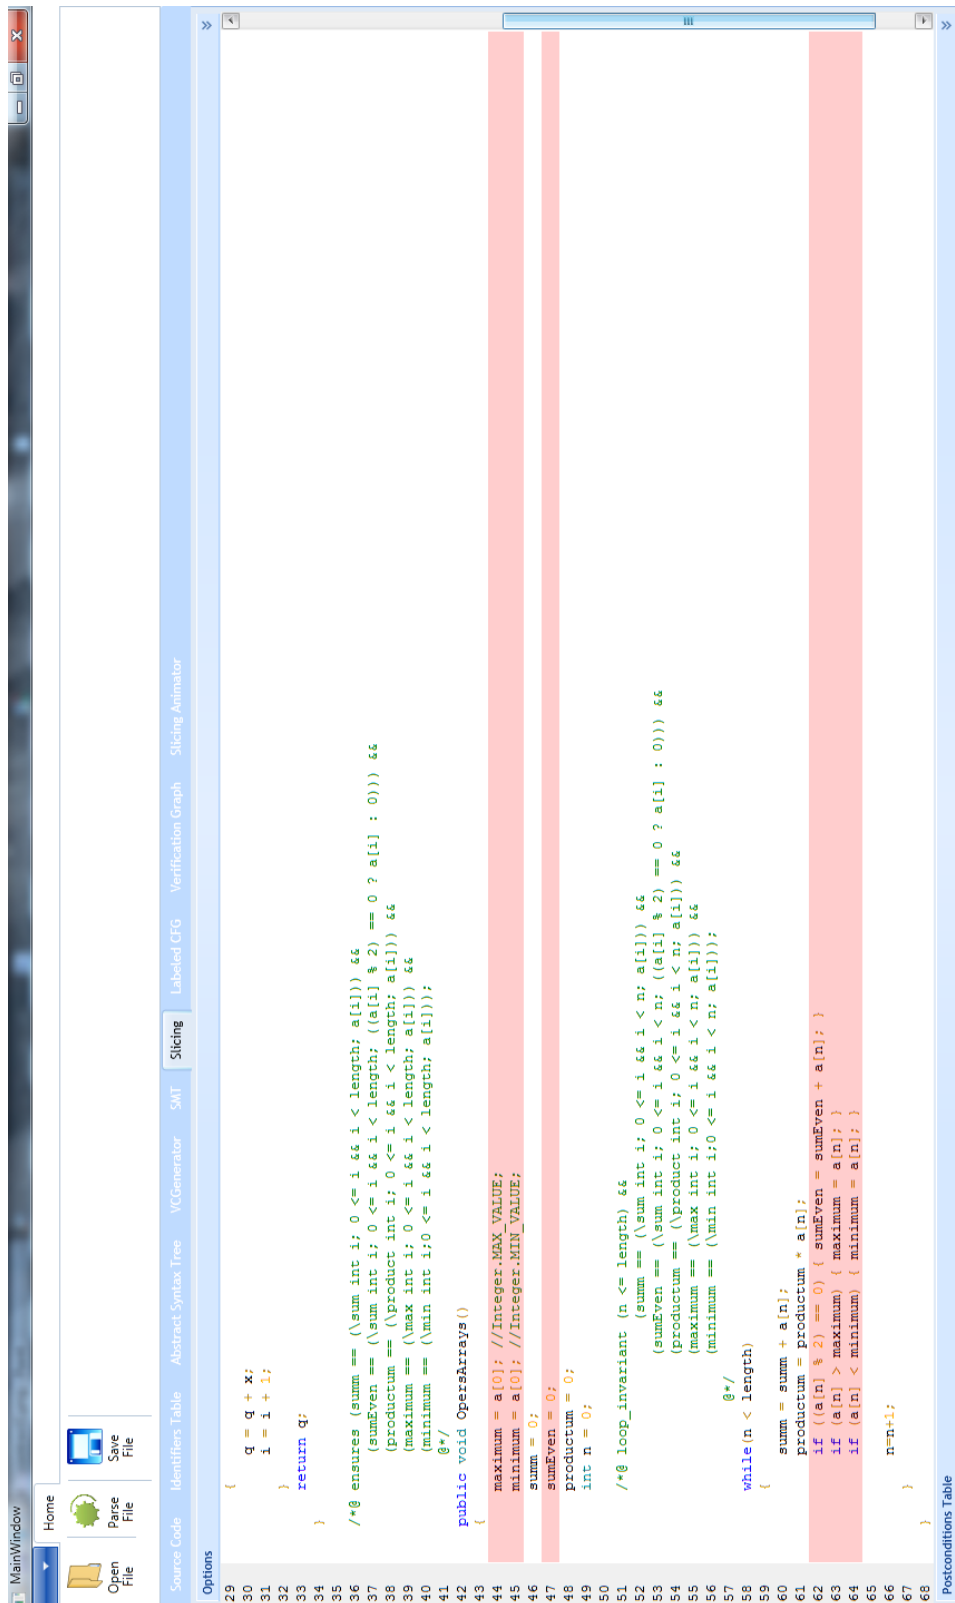 MainWindow
Home
Open File
Parse File
Save File
Source Code Identifiers Table Abstract Syntax Tree VCGenerator SMT Slicing Labeled CFG Verification Graph Slicing Animator
Options
29 {
30 q = q + x;
31 i = i + 1;
32 }
33 return q;
34 }
35
36 /*@ ensures (summ == (\sum int i; 0 <= i && i < length; a[i])) &&
37 (sumEven == (\sum int i; 0 <= i && i < length; ((a[i] % 2) == 0 ? a[i] : 0))) &&
38 (productum == (\product int i; 0 <= i && i < length; a[i])) &&
39 (maximum == (\max int i; 0 <= i && i < length; a[i])) &&
40 (minimum == (\min int i;0 <= i && i < length; a[i]));
41 @*/
42 public void OpersArrays()
43 {
44 maximum = a[0]; //Integer.MAX_VALUE;
45 minimum = a[0]; //Integer.MIN_VALUE;
46 summ = 0;
47 sumEven = 0;
48 productum = 0;
49 int n = 0;
50
51 /*@ loop_invariant (n <= length) &&
52 (summ == (\sum int i; 0 <= i && i < n; a[i])) &&
53 (sumEven == (\sum int i; 0 <= i && i < n; ((a[i] % 2) == 0 ? a[i] : 0))) &&
54 (productum == (\product int i; 0 <= i && i < n; a[i])) &&
55 (maximum == (\max int i; 0 <= i && i < n; a[i])) &&
56 (minimum == (\min int i;0 <= i && i < n; a[i]));
57 @*/
58 while(n < length)
59 {
60 summ = summ + a[n];
61 productum = productum * a[n];
62 if ((a[n] % 2) == 0) { sumEven = sumEven + a[n]; }
63 if (a[n] > maximum) { maximum = a[n]; }
64 if (a[n] < minimum) { minimum = a[n]; }
65
66 n=n+1;
67 }
68 }
Postconditions Table